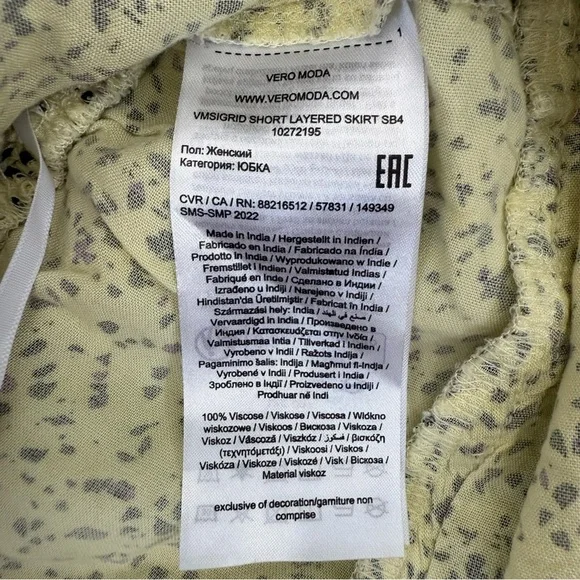 1
VERO MODA
WWW.VEROMODA.COM
VMSIGRID SHORT LAYERED SKIRT SB4
10272195
Пол: Женский
Категория: ЮБКА
EAC
CVR / CA / RN: 88216512 / 57831 / 149349
SMS-SMP 2022
Made in India / Hergestellt in Indien /
Fabricado en India / Fabricado na Índia /
Prodotto in India / Wyprodukowano w Indie /
Fremstillet i Indien / Valmistustud Indias /
Fabriqué en Inde / Сделано в Индии /
Izrađeno u Indiji / Narejeno v Indiji /
Hindistan'da Üretilmiştir / Fabricat în India /
Származási hely: India / صنع في الهند /
Vervaardigd in India / Произведено в
Индия / Κατασκευάζεται στην Ινδία /
Valmistusmaa Intia / Tillverkad i Indien /
Vyrobeno v Indii / Ražots Indija /
Pagaminimo šalis: Indija / Maghmul fl-Indja /
Vyrobené v Indii / Produsert i India /
Зроблено в Індії / Proizvedeno u Indiji /
Prodhuar në Indi
100% Viscose / Viskose / Viscosa / Włókno
wiskozowe / Viskoos / Вискоза / Viskoza /
Viskoz / Vâscoză / Viszkóz / فسكوز / βισκόζη
(τεχνητόμετάξι) / Viskoosi / Viskos /
Viskóza / Viskoze / Viskozė / Visk / Віскоза /
Material viskoz
exclusive of decoration/garniture non
comprise